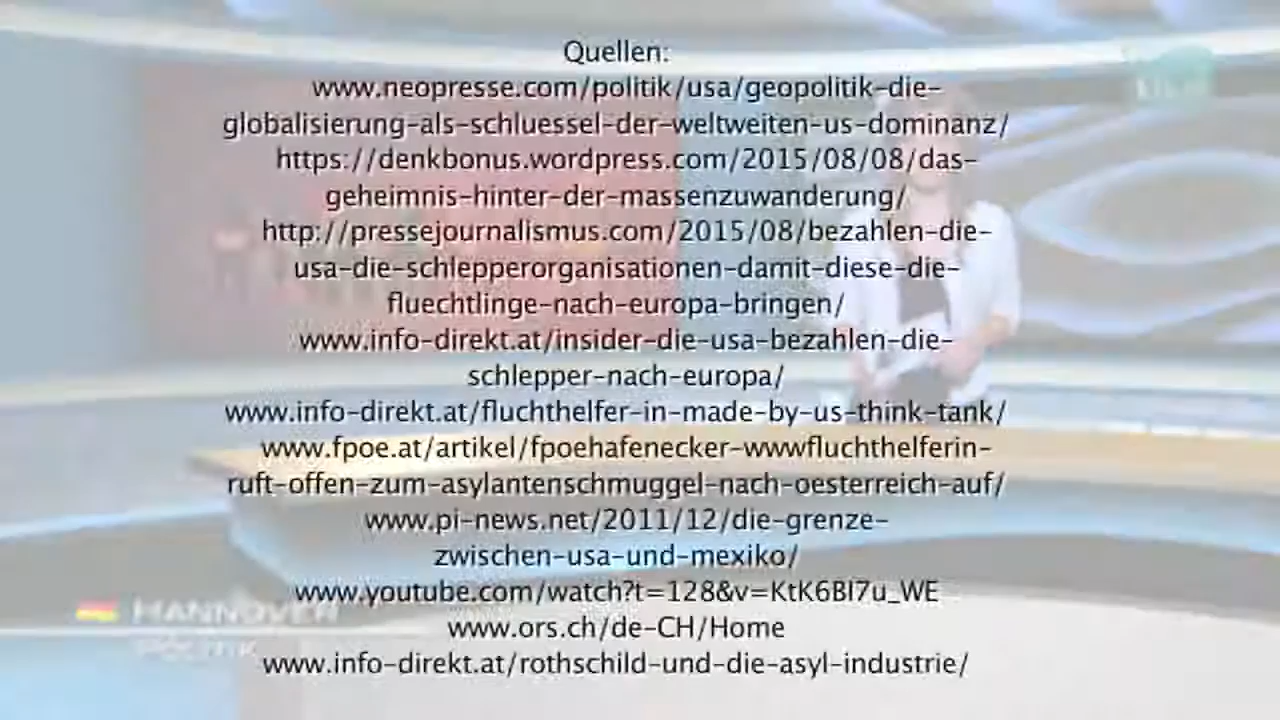 Quellen:
www.neopresse.com/politik/usa/geopolitik-die-
globalisierung-als-schluessel-der-weltweiten-us-dominanz/
https://denkbonus.wordpress.com/2015/08/08/das-
geheimnis-hinter-der-massenzuwanderung/
http://pressejournalismus.com/2015/08/bezahlen-die-
usa-die-schlepperorganisationen-damit-diese-die-
fluechtlinge-nach-europa-bringen/
www.info-direkt.at/insider-die-usa-bezahlen-die-
schlepper-nach-europa/
www.info-direkt.at/fluchthelfer-in-made-by-us-think-tank/
www.fpoe.at/artikel/fpoehafenecker-wwwfluchthelferin-
ruft-offen-zum-asylantenschmuggel-nach-oesterreich-auf/
www.pi-news.net/2011/12/die-grenze-
zwischen-usa-und-mexiko/
www.youtube.com/watch?t=128&v=KtK6BI7u_WE
HANNOVER
www.ors.ch/de-CH/Home
Politik
www.info-direkt.at/rothschild-und-die-asyl-industrie/